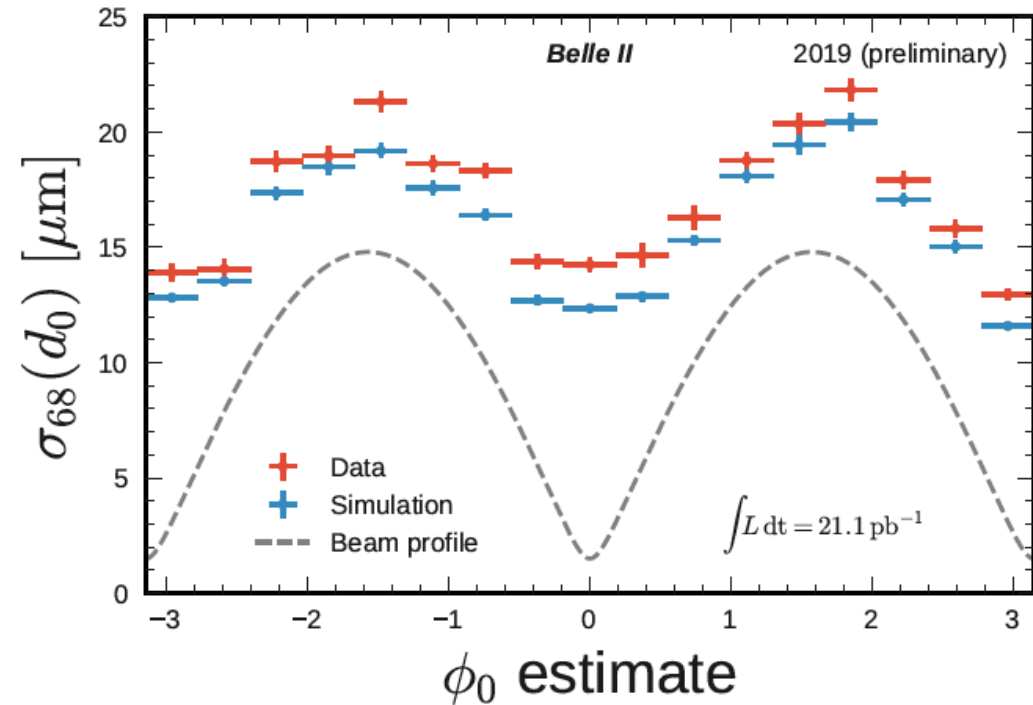 Belle II 2019 (preliminary)
25
20
15
10
5
0
σ₆₈(d₀) [μm]
Data
Simulation
Beam profile
∫L dt = 21.1 pb⁻¹
−3 −2 −1 0 1 2 3
ϕ₀ estimate